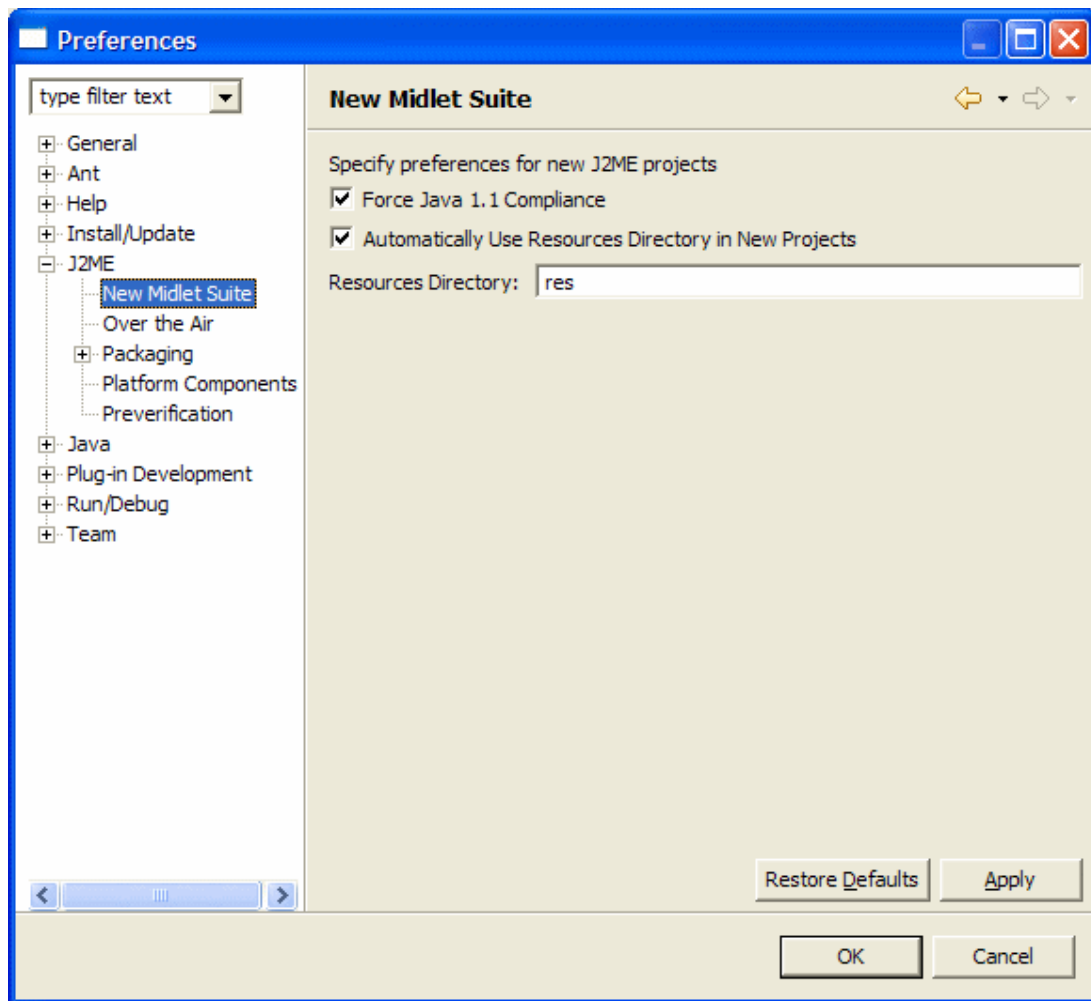 Preferences
type filter text
General
Ant
Help
Install/Update
J2ME
New Midlet Suite
Over the Air
Packaging
Platform Components
Preverification
Java
Plug-in Development
Run/Debug
Team
New Midlet Suite
Specify preferences for new J2ME projects
Force Java 1.1 Compliance
Automatically Use Resources Directory in New Projects
Resources Directory: res
Restore Defaults Apply
OK Cancel